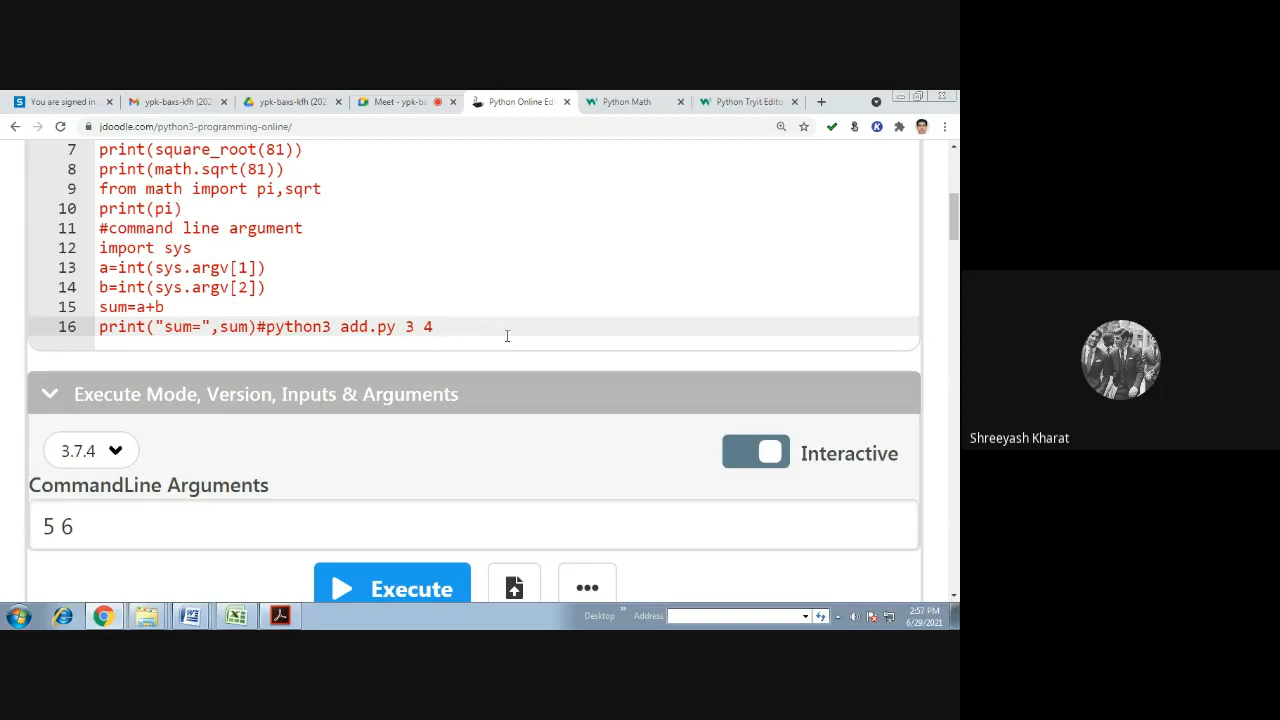 You are signed in
ypk-baxs-kfh (202
ypk-baxs-kfh (202
Meet - ypk-ba
Python Online Ed
Python Math
Python Tryit Edito
jdoodle.com/python3-programming-online/
7 print(square_root(81))
8 print(math.sqrt(81))
9 from math import pi,sqrt
10 print(pi)
11 #command line argument
12 import sys
13 a=int(sys.argv[1])
14 b=int(sys.argv[2])
15 sum=a+b
16 print("sum=",sum)#python3 add.py 3 4
Execute Mode, Version, Inputs & Arguments
3.7.4
Interactive
CommandLine Arguments
5 6
Execute
Shreeyash Kharat
Desktop
Address
2:57 PM
6/29/2021